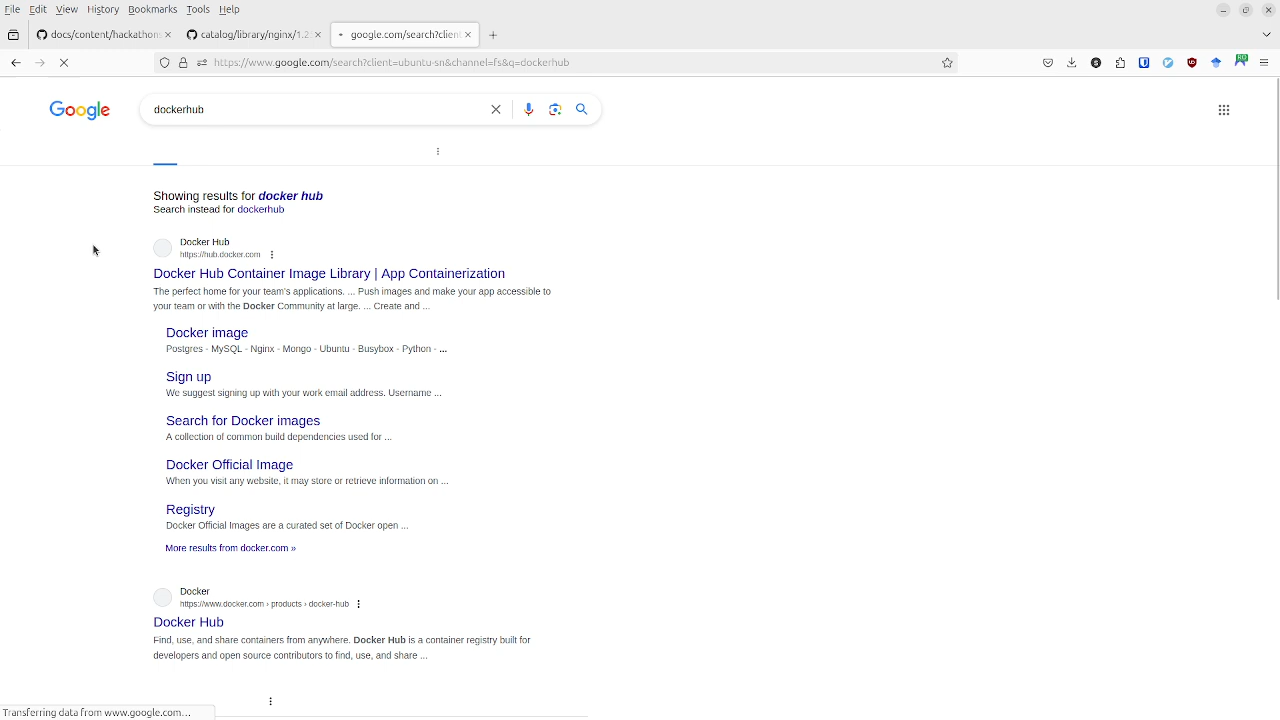 File Edit View History Bookmarks Tools Help
docs/content/hackathons
catalog/library/nginx/1.2
google.com/search?client
https://www.google.com/search?client=ubuntu-sn&channel=fs&q=dockerhub
Google
dockerhub
Showing results for docker hub
Search instead for dockerhub
Docker Hub
https://hub.docker.com
Docker Hub Container Image Library | App Containerization
The perfect home for your team's applications. ... Push images and make your app accessible to
your team or with the Docker Community at large. ... Create and ...
Docker image
Postgres - MySQL - Nginx - Mongo - Ubuntu - Busybox - Python - ...
Sign up
We suggest signing up with your work email address. Username ...
Search for Docker images
A collection of common build dependencies used for ...
Docker Official Image
When you visit any website, it may store or retrieve information on ...
Registry
Docker Official Images are a curated set of Docker open ...
More results from docker.com »
Docker
https://www.docker.com › products › docker-hub
Docker Hub
Find, use, and share containers from anywhere. Docker Hub is a container registry built for
developers and open source contributors to find, use, and share ...
Transferring data from www.google.com…